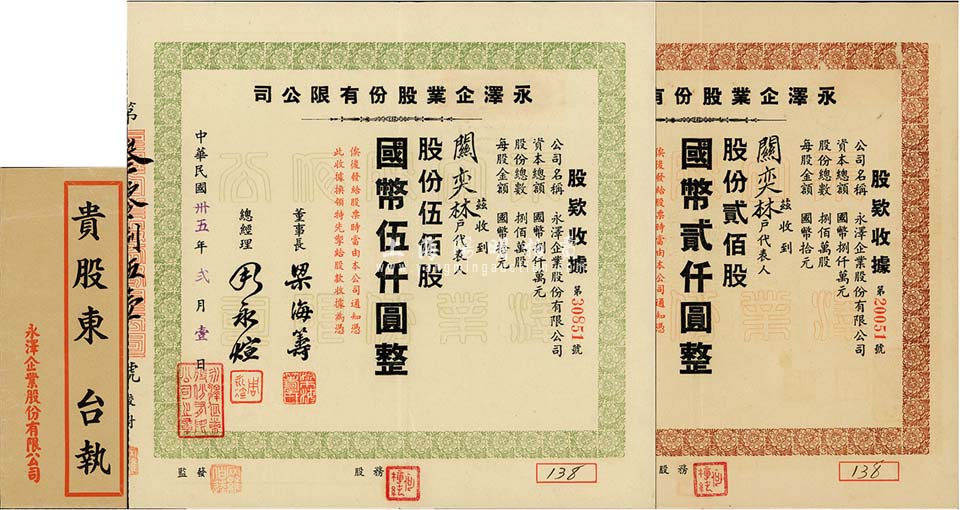 貴股東 台執
永澤企業股份有限公司
永澤企業股份有限公司
股欵收據
第30851號
公司名稱 永澤企業股份有限公司
資本總額 國幣捌仟萬元
股份總數 捌佰萬股
每股金額 國幣拾元
茲收到
關奕林戶代表人
股份伍佰股
國幣伍仟圓整
俟後發給股票時當由本公司通知憑
此收據換領特先擎給股款收據為憑
董事長 梁海籌
總經理 周永煊
中華民國卅五年弍月壹日
監發
股務
138
永澤企業股份有
股欵收據
第20051號
公司名稱 永澤企業股份有限公司
資本總額 國幣捌仟萬元
股份總數 捌佰萬股
每股金額 國幣拾元
茲收到
關奕林戶代表人
股份貳佰股
國幣貳仟圓整
俟後發給股票時當由本公司通知憑
務
138